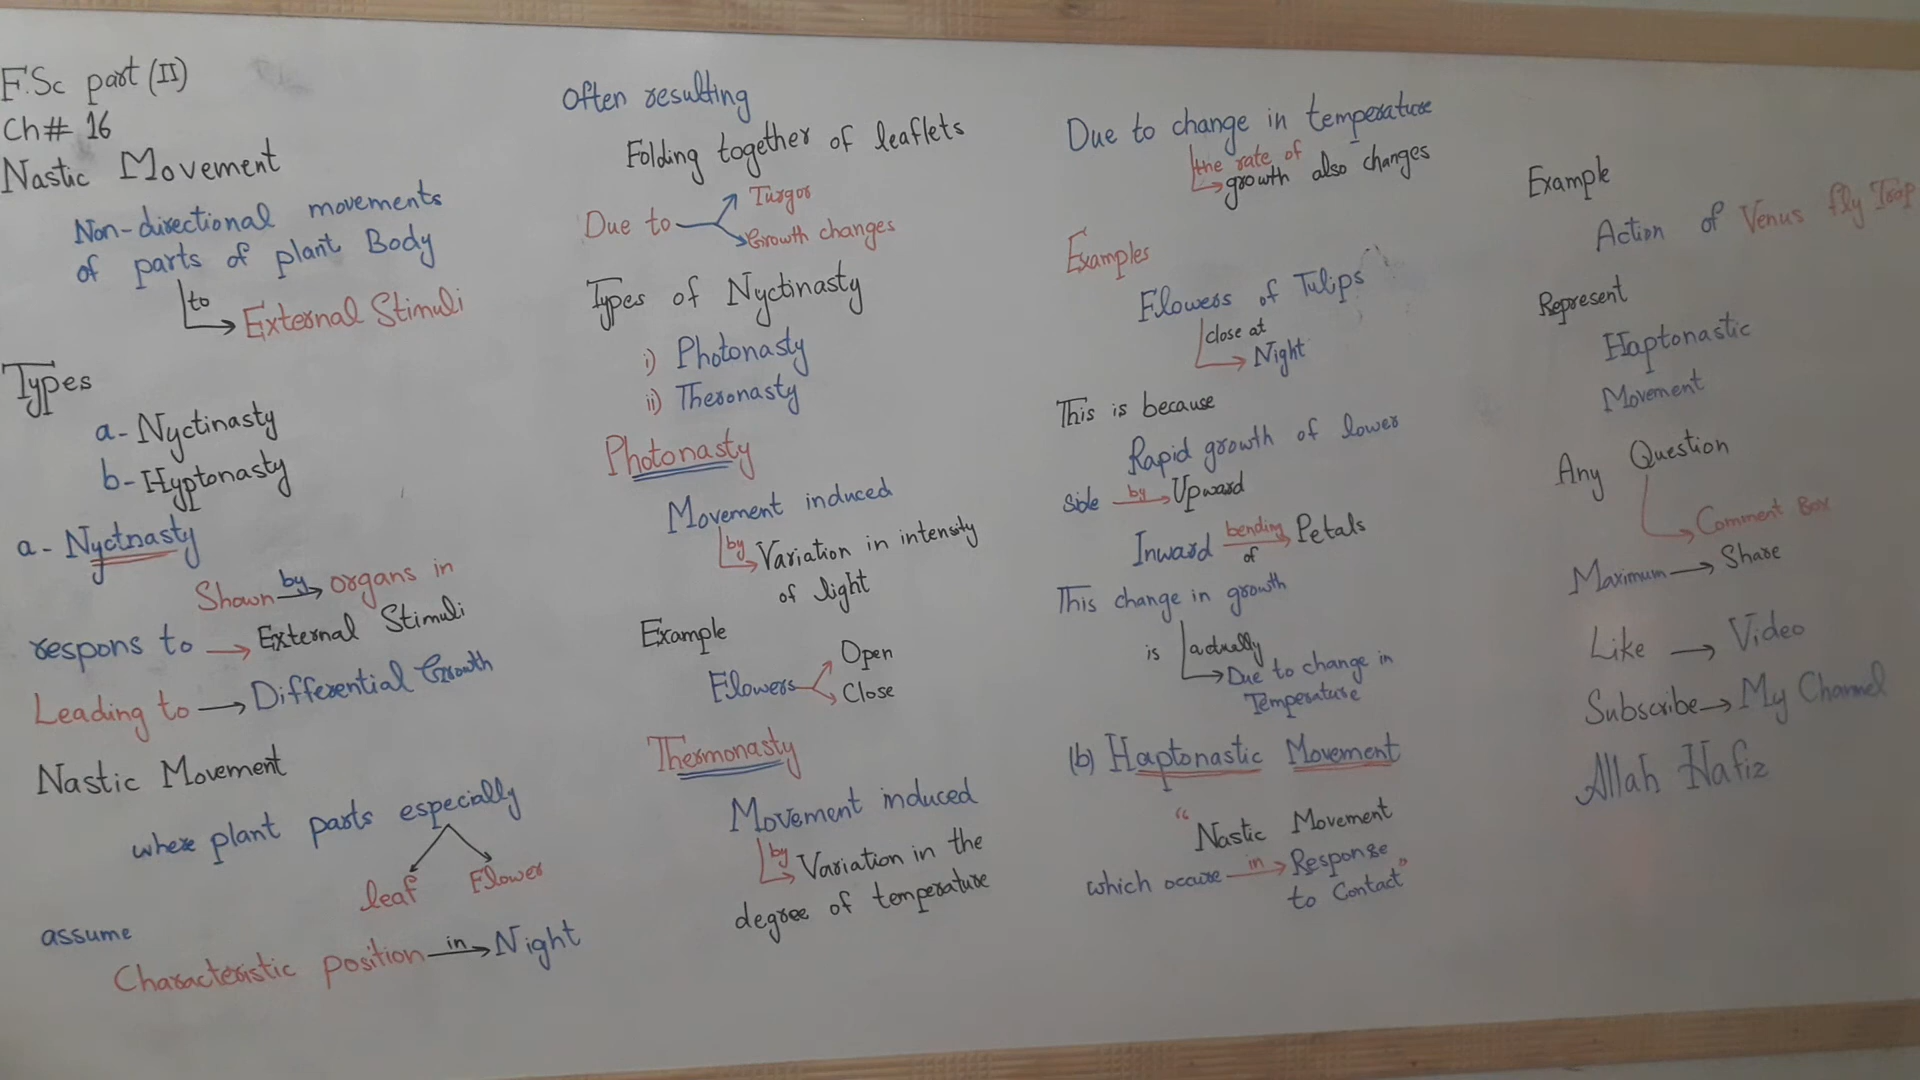 F.Sc part (II)
Ch# 16
Nastic Movement
Non-directional movements
of parts of plant Body
to
External Stimuli
Types
a- Nyctinasty
b- Hyptonasty
a- Nyctnasty
Shown by organs in
respons to → External Stimuli
Leading to → Differential Growth
Nastic Movement
where plant parts especially
leaf Flower
assume
Characteristic position in → Night
Often resulting
Folding together of leaflets
Due to Turgor
Growth changes
Types of Nyctinasty
i) Photonasty
ii) Theronasty
Photonasty
Movement induced
by Variation in intensity
of light
Example
Flowers Open
Close
Thermonasty
Movement induced
by Variation in the
degree of temperature
Due to change in temperature
the rate of
growth also changes
Examples
Flowers of Tulips
close at
Night
This is because
Rapid growth of lower
side by → Upward
Inward bending of Petals
This change in growth
is actually
Due to change in
Temperature
(b) Haptonastic Movement
"Nastic Movement
which occure in → Response
to Contact"
Example
Action of Venus fly Trap
Represent
Haptonastic
Movement
Any Question
Comment Box
Maximum → Share
Like → Video
Subscribe → My Channel
Allah Hafiz